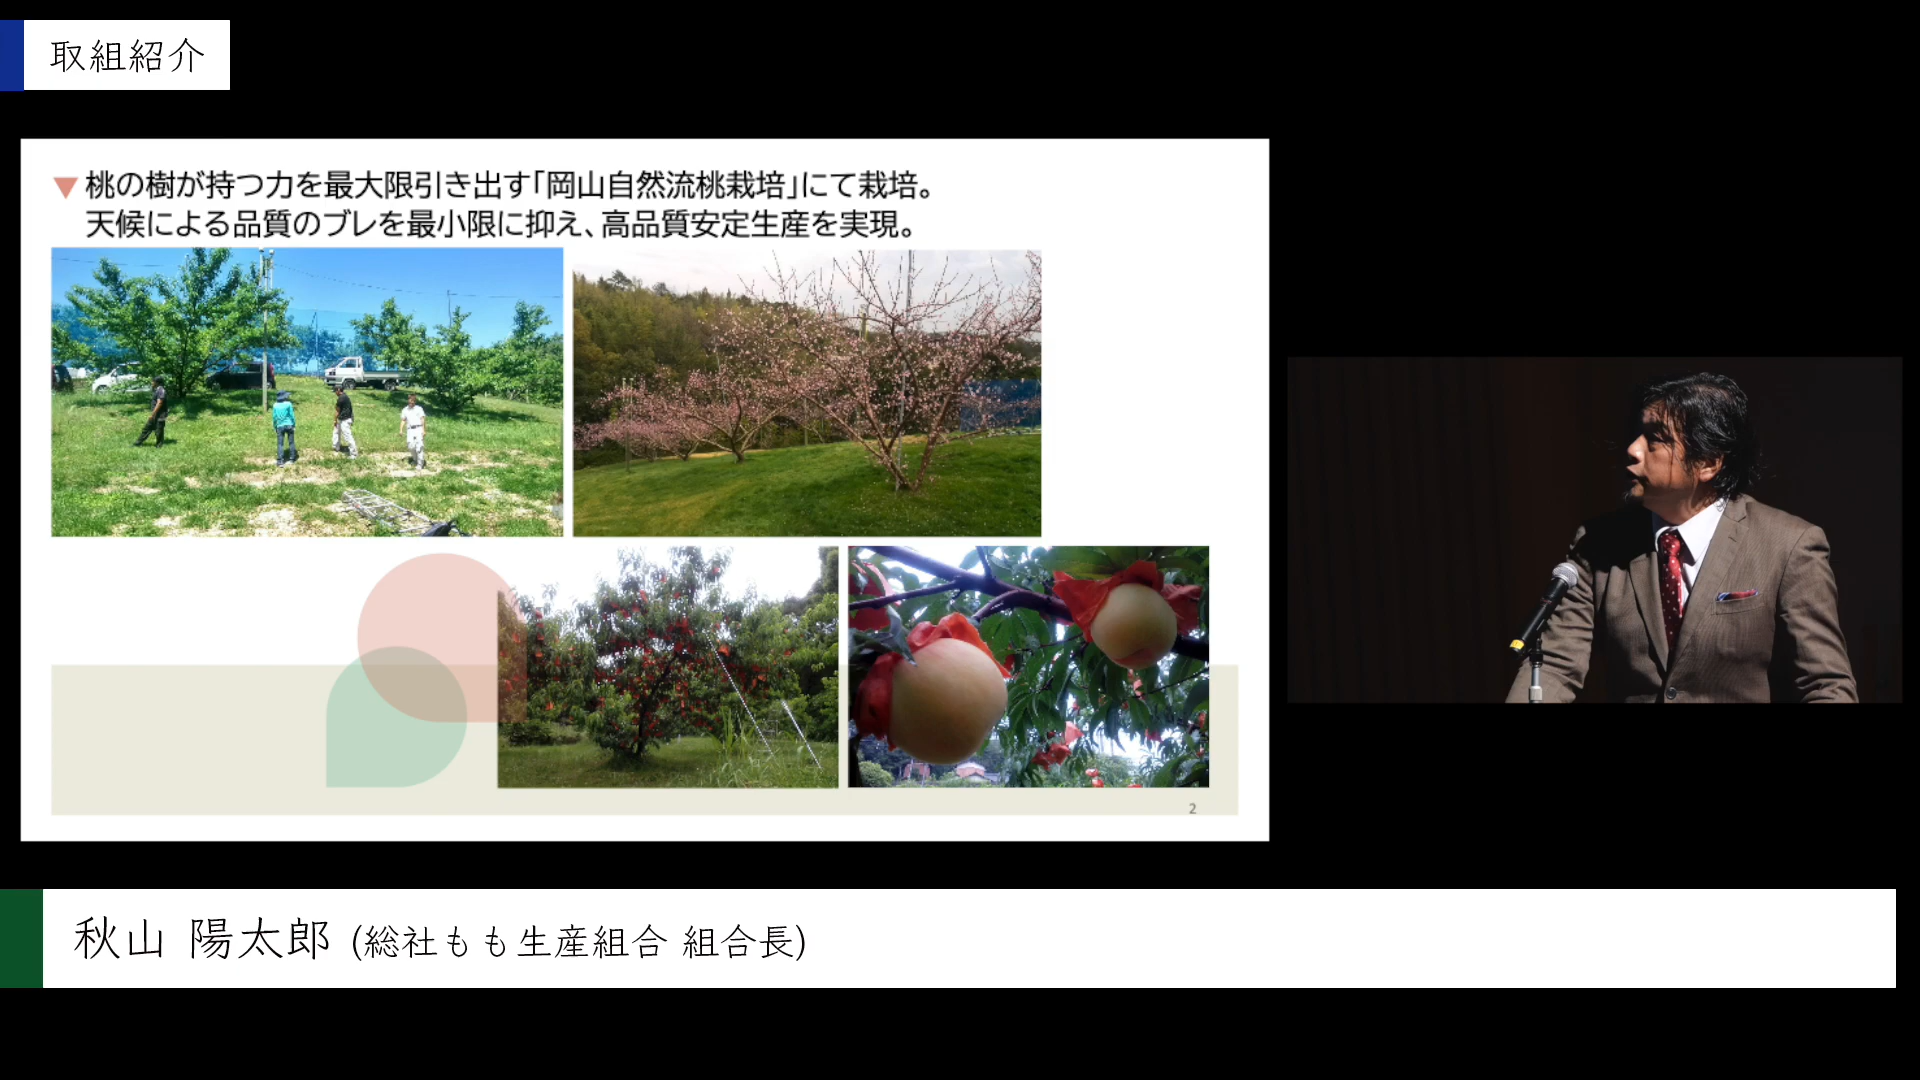 取組紹介
▼桃の樹が持つ力を最大限引き出す「岡山自然流桃栽培」にて栽培。
天候による品質のブレを最小限に抑え、高品質安定生産を実現。
2
秋山 陽太郎 (総社もも生産組合 組合長)